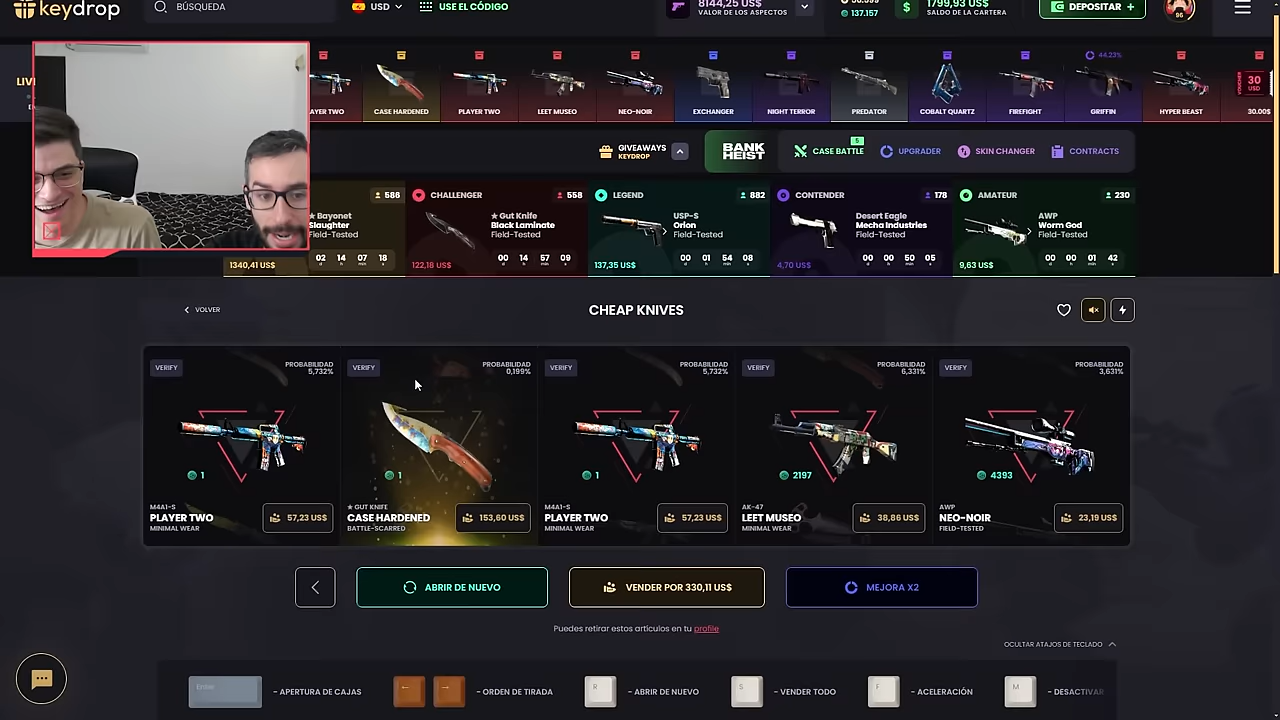 keydrop
BÚSQUEDA
USD
USE EL CÓDIGO
8144,25 US$
VALOR DE LOS ASPECTOS
137.157
1799,93 US$
SALDO DE LA CARTERA
DEPOSITAR +
96
CASE HARDENED
PLAYER TWO
LEET MUSEO
NEO-NOIR
EXCHANGER
NIGHT TERROR
PREDATOR
COBALT QUARTZ
FIREFIGHT
44.23%
GRIFFIN
HYPER BEAST
30 USD
30.00$
GIVEAWAYS
KEYDROP
BANK HEIST
CASE BATTLE
5
UPGRADER
SKIN CHANGER
CONTRACTS
586
★ Bayonet
Slaughter
Field-Tested
1340,41 US$
02 14 07 18
CHALLENGER
558
★ Gut Knife
Black Laminate
Field-Tested
122,18 US$
00 14 57 09
LEGEND
882
USP-S
Orion
Field-Tested
137,35 US$
00 01 54 08
CONTENDER
178
Desert Eagle
Mecha Industries
Field-Tested
4,70 US$
00 00 50 05
AMATEUR
230
AWP
Worm God
Field-Tested
9,63 US$
00 00 01 42
VOLVER
CHEAP KNIVES
VERIFY
PROBABILIDAD
5,732%
1
M4A1-S
PLAYER TWO
MINIMAL WEAR
57,23 US$
VERIFY
PROBABILIDAD
0,199%
1
★ GUT KNIFE
CASE HARDENED
BATTLE-SCARRED
153,60 US$
VERIFY
PROBABILIDAD
5,732%
1
M4A1-S
PLAYER TWO
MINIMAL WEAR
57,23 US$
VERIFY
PROBABILIDAD
6,331%
2197
AK-47
LEET MUSEO
MINIMAL WEAR
38,86 US$
VERIFY
PROBABILIDAD
3,631%
4393
AWP
NEO-NOIR
FIELD-TESTED
23,19 US$
ABRIR DE NUEVO
VENDER POR 330,11 US$
MEJORA X2
Puedes retirar estos artículos en tu profile
OCULTAR ATAJOS DE TECLADO
Enter
- APERTURA DE CAJAS
- ORDEN DE TIRADA
R
- ABRIR DE NUEVO
S
- VENDER TODO
F
- ACELERACIÓN
M
- DESACTIVAR